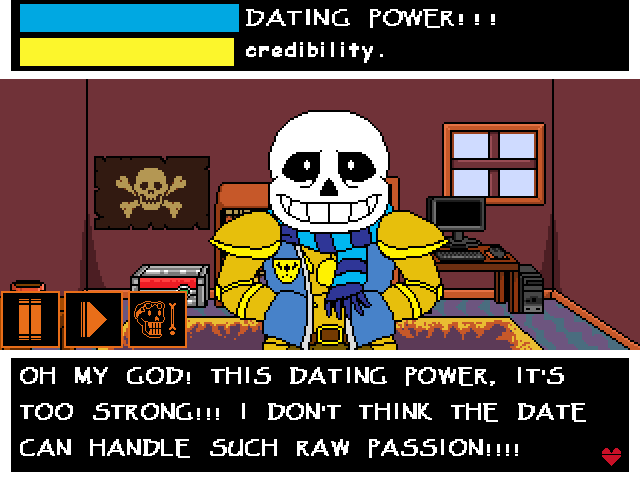 DATING POWER!!!
credibility.
OH MY GOD! THIS DATING POWER, IT'S
TOO STRONG!!! I DON'T THINK THE DATE
CAN HANDLE SUCH RAW PASSION!!!!